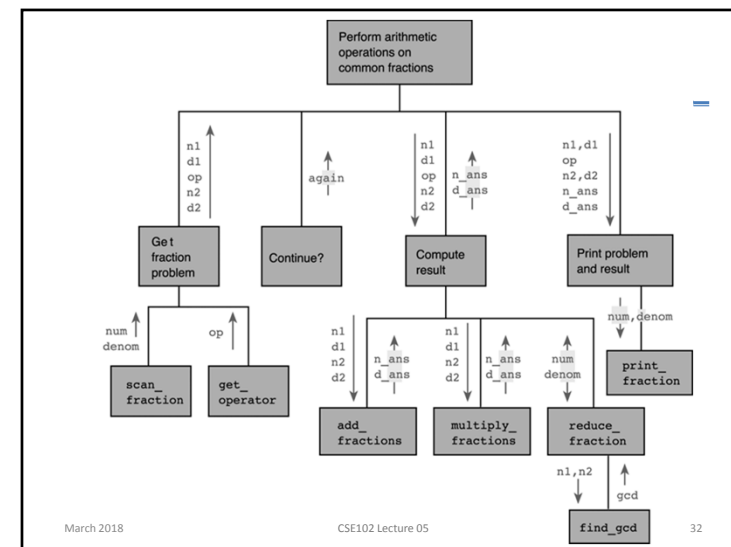 Perform arithmetic
operations on
common fractions
n1
d1
op
n2
d2
again
n1
d1
op
n2
d2
n_ans
d_ans
n1,d1
op
n2,d2
n_ans
d_ans
Get
fraction
problem
Continue?
Compute
result
Print problem
and result
num
denom
op
n1
d1
n2
d2
n_ans
d_ans
n1
d1
n2
d2
n_ans
d_ans
num
denom
num,denom
scan_
fraction
get_
operator
print_
fraction
add_
fractions
multiply_
fractions
reduce_
fraction
n1,n2
gcd
find_gcd
March 2018
CSE102 Lecture 05
32